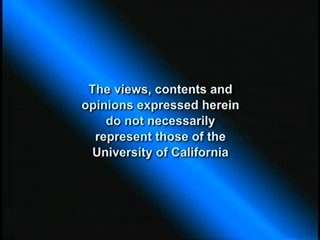 The views, contents and
opinions expressed herein
do not necessarily
represent those of the
University of California